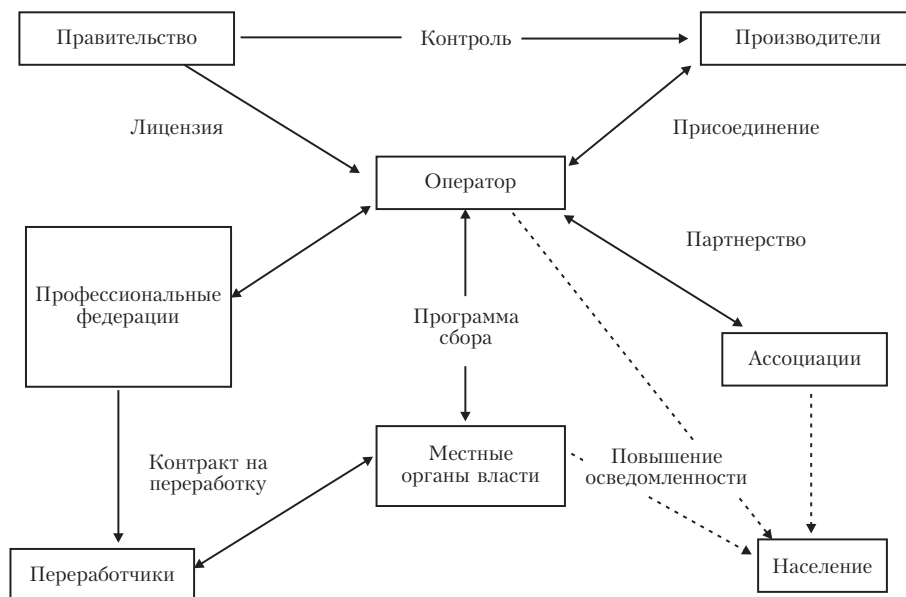 Правительство
Контроль
Производители
Лицензия
Присоединение
Оператор
Партнерство
Профессиональные
федерации
Программа
сбора
Ассоциации
Контракт на
переработку
Местные
органы власти
Повышение
осведомленности
Переработчики
Население